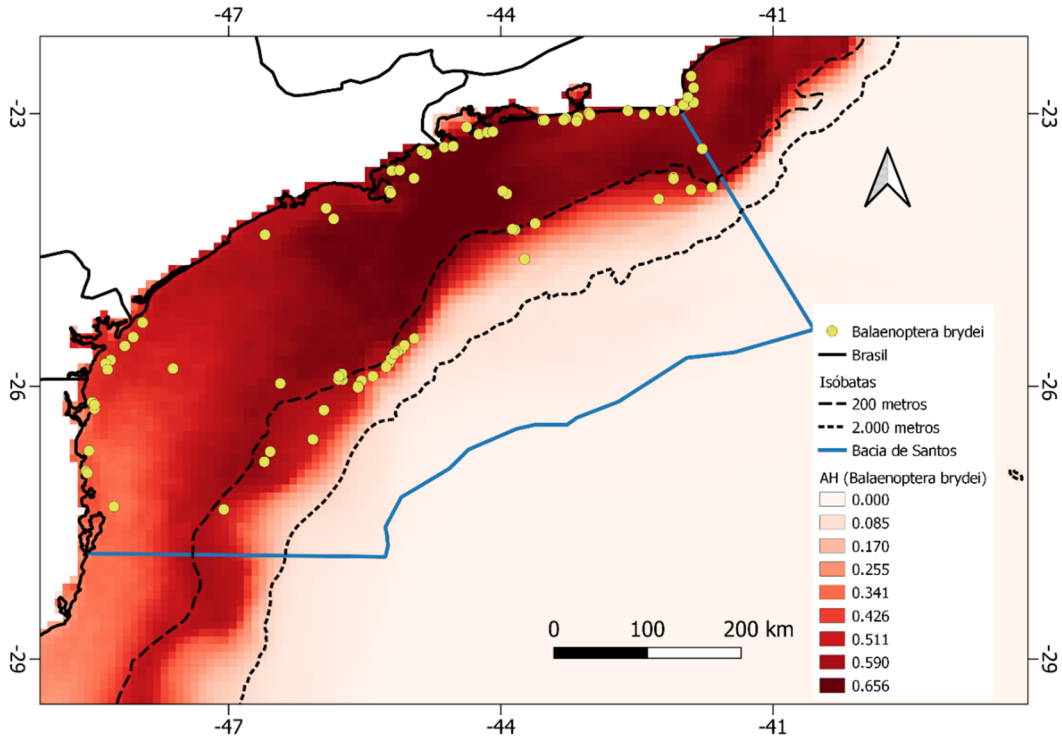 -47 -44 -41
-23 -23
-26 -26
-29 -29
Balaenoptera brydei
Brasil
Isóbatas
200 metros
2.000 metros
Bacia de Santos
AH (Balaenoptera brydei)
0.000
0.085
0.170
0.255
0.341
0.426
0.511
0.590
0.656
0 100 200 km
-47 -44 -41